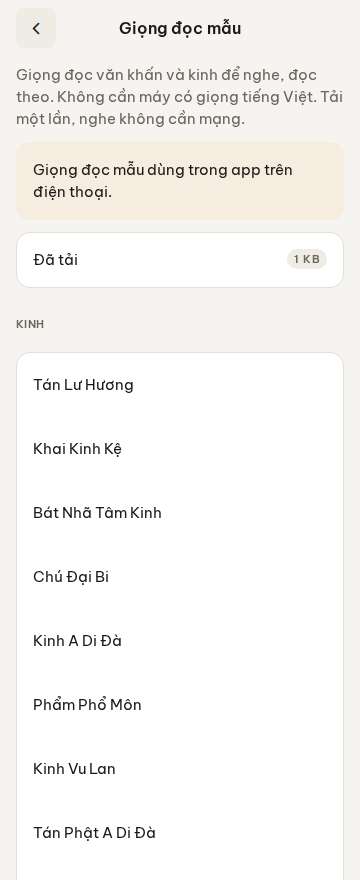 Giọng đọc mẫu
Giọng đọc văn khấn và kinh để nghe, đọc
theo. Không cần máy có giọng tiếng Việt. Tải
một lần, nghe không cần mạng.
Giọng đọc mẫu dùng trong app trên
điện thoại.
Đã tải
1 KB
KINH
Tán Lư Hương
Khai Kinh Kệ
Bát Nhã Tâm Kinh
Chú Đại Bi
Kinh A Di Đà
Phẩm Phổ Môn
Kinh Vu Lan
Tán Phật A Di Đà